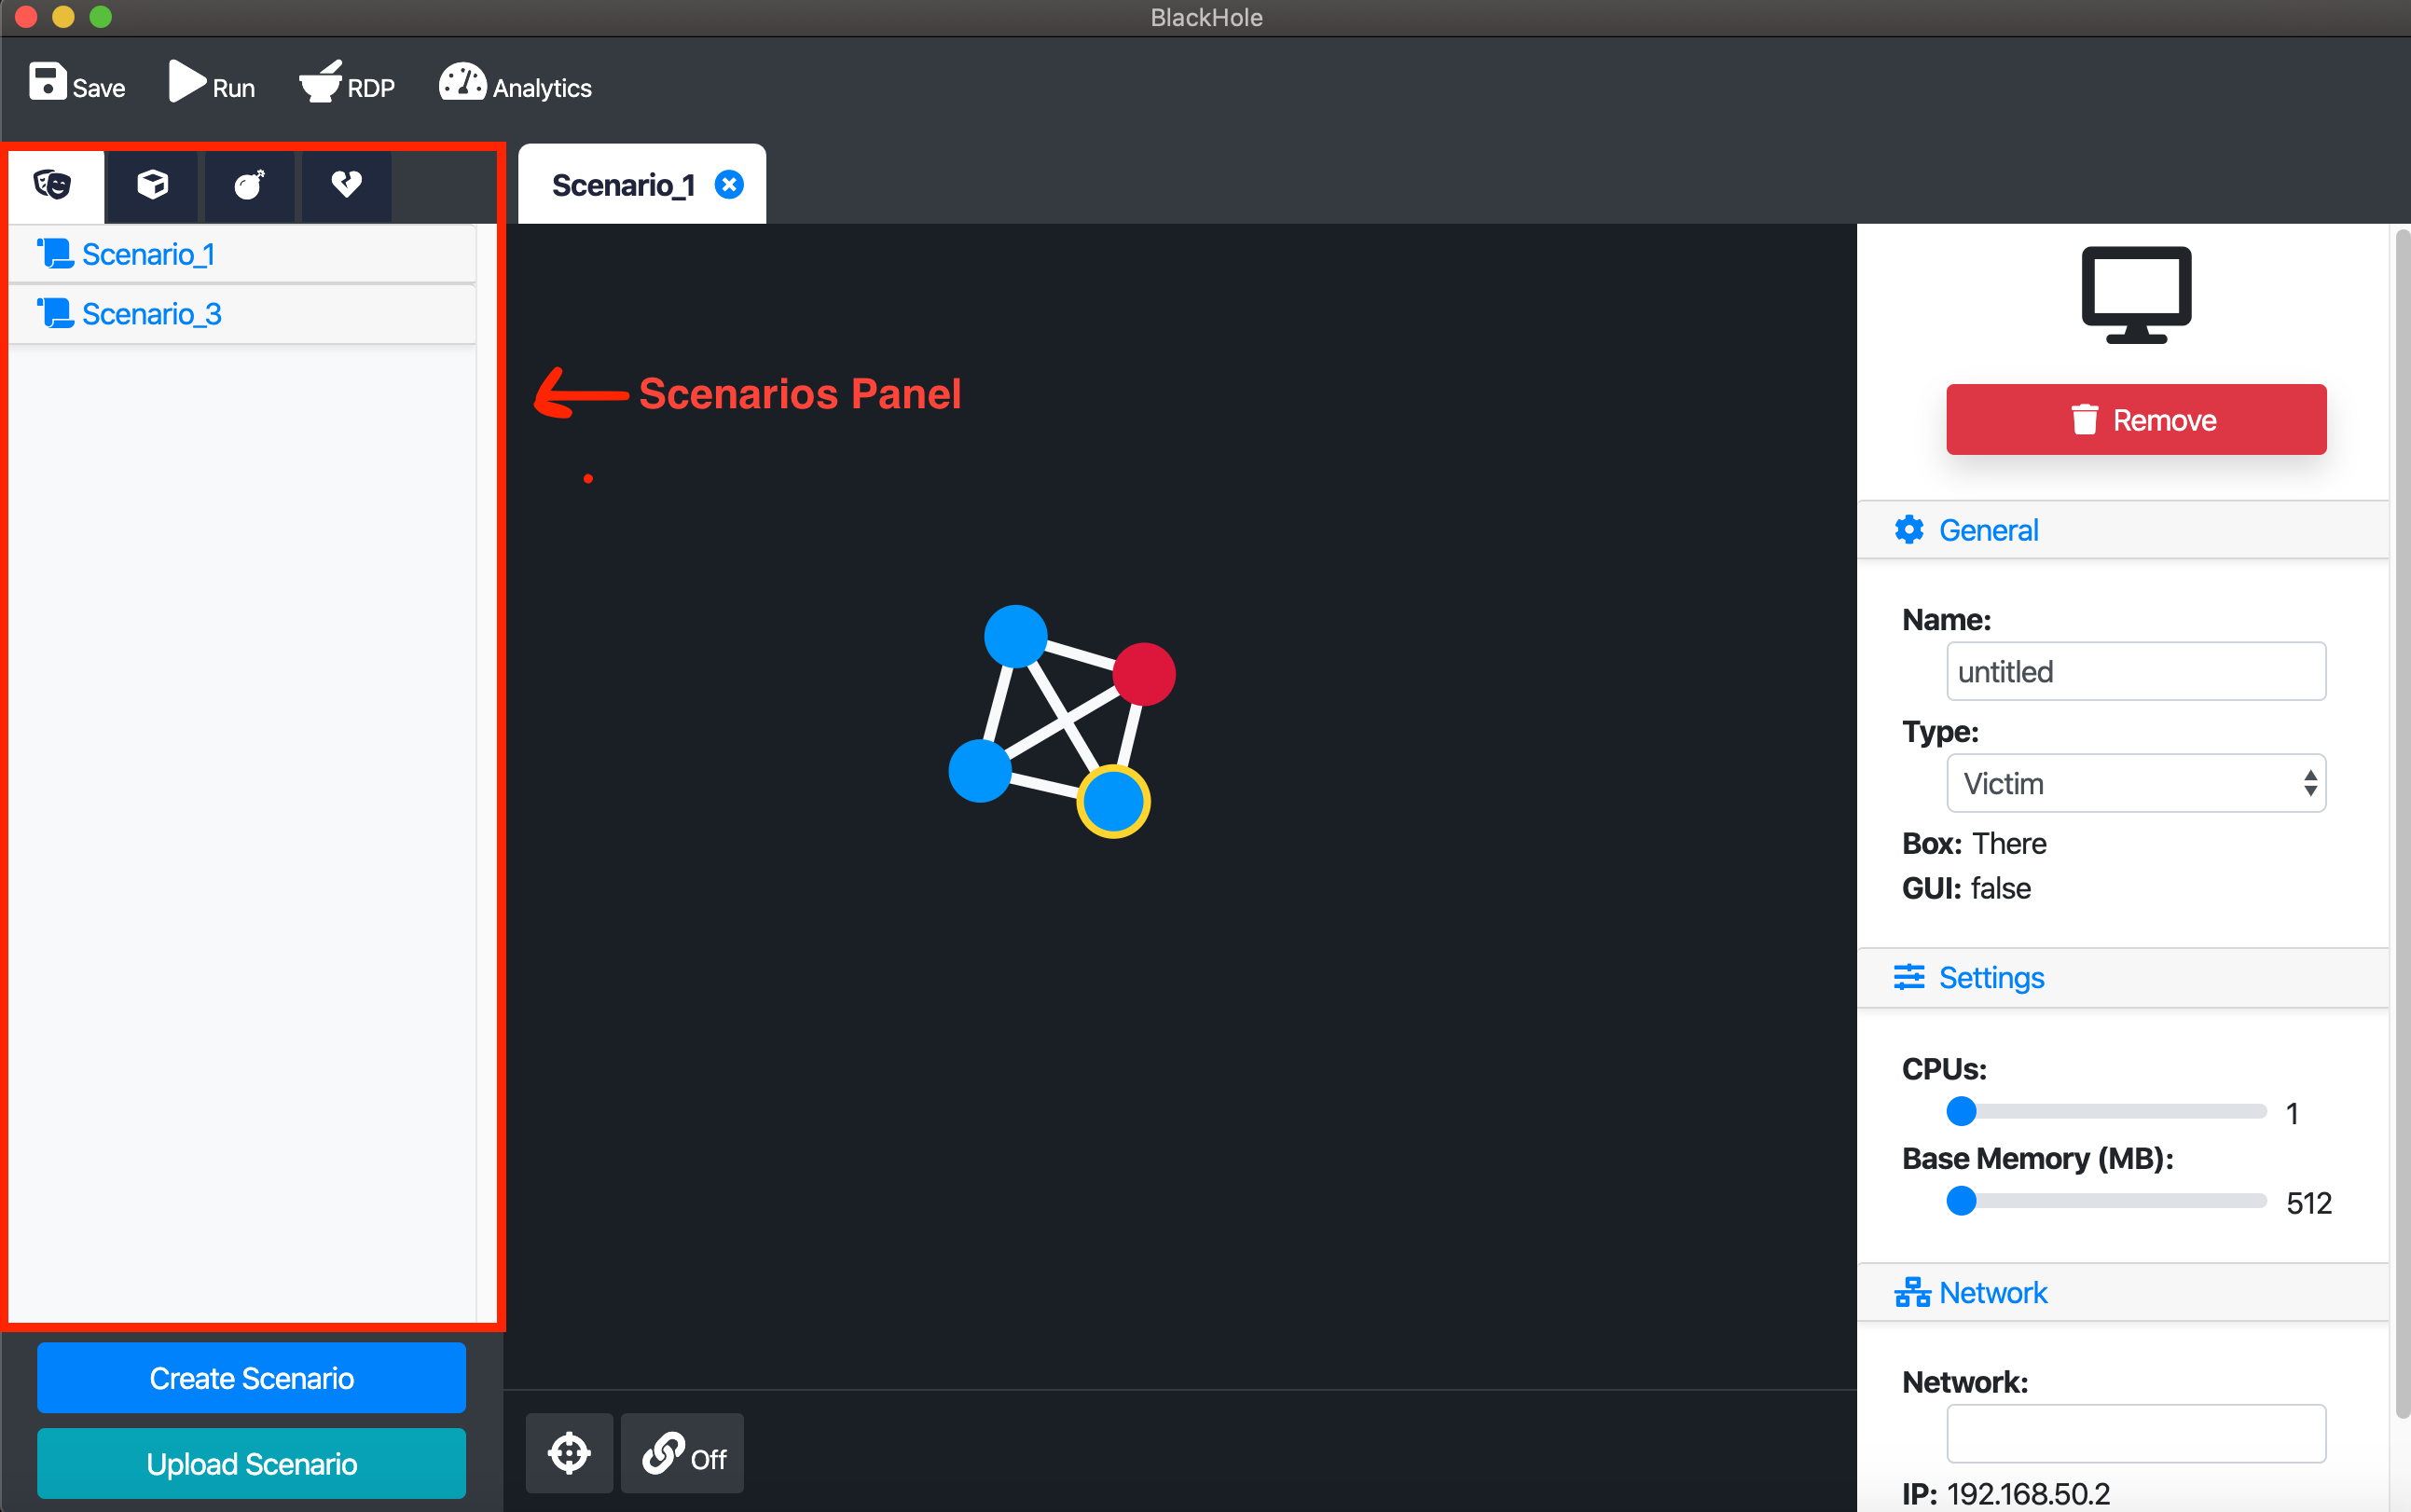 BlackHole
Save
Run
RDP
Analytics
Scenario_1
Scenario_1
Scenario_3
Scenarios Panel
Create Scenario
Upload Scenario
Off
Remove
General
Name:
untitled
Type:
Victim
Box: There
GUI: false
Settings
CPUs:
1
Base Memory (MB):
512
Network
Network:
IP: 192.168.50.2